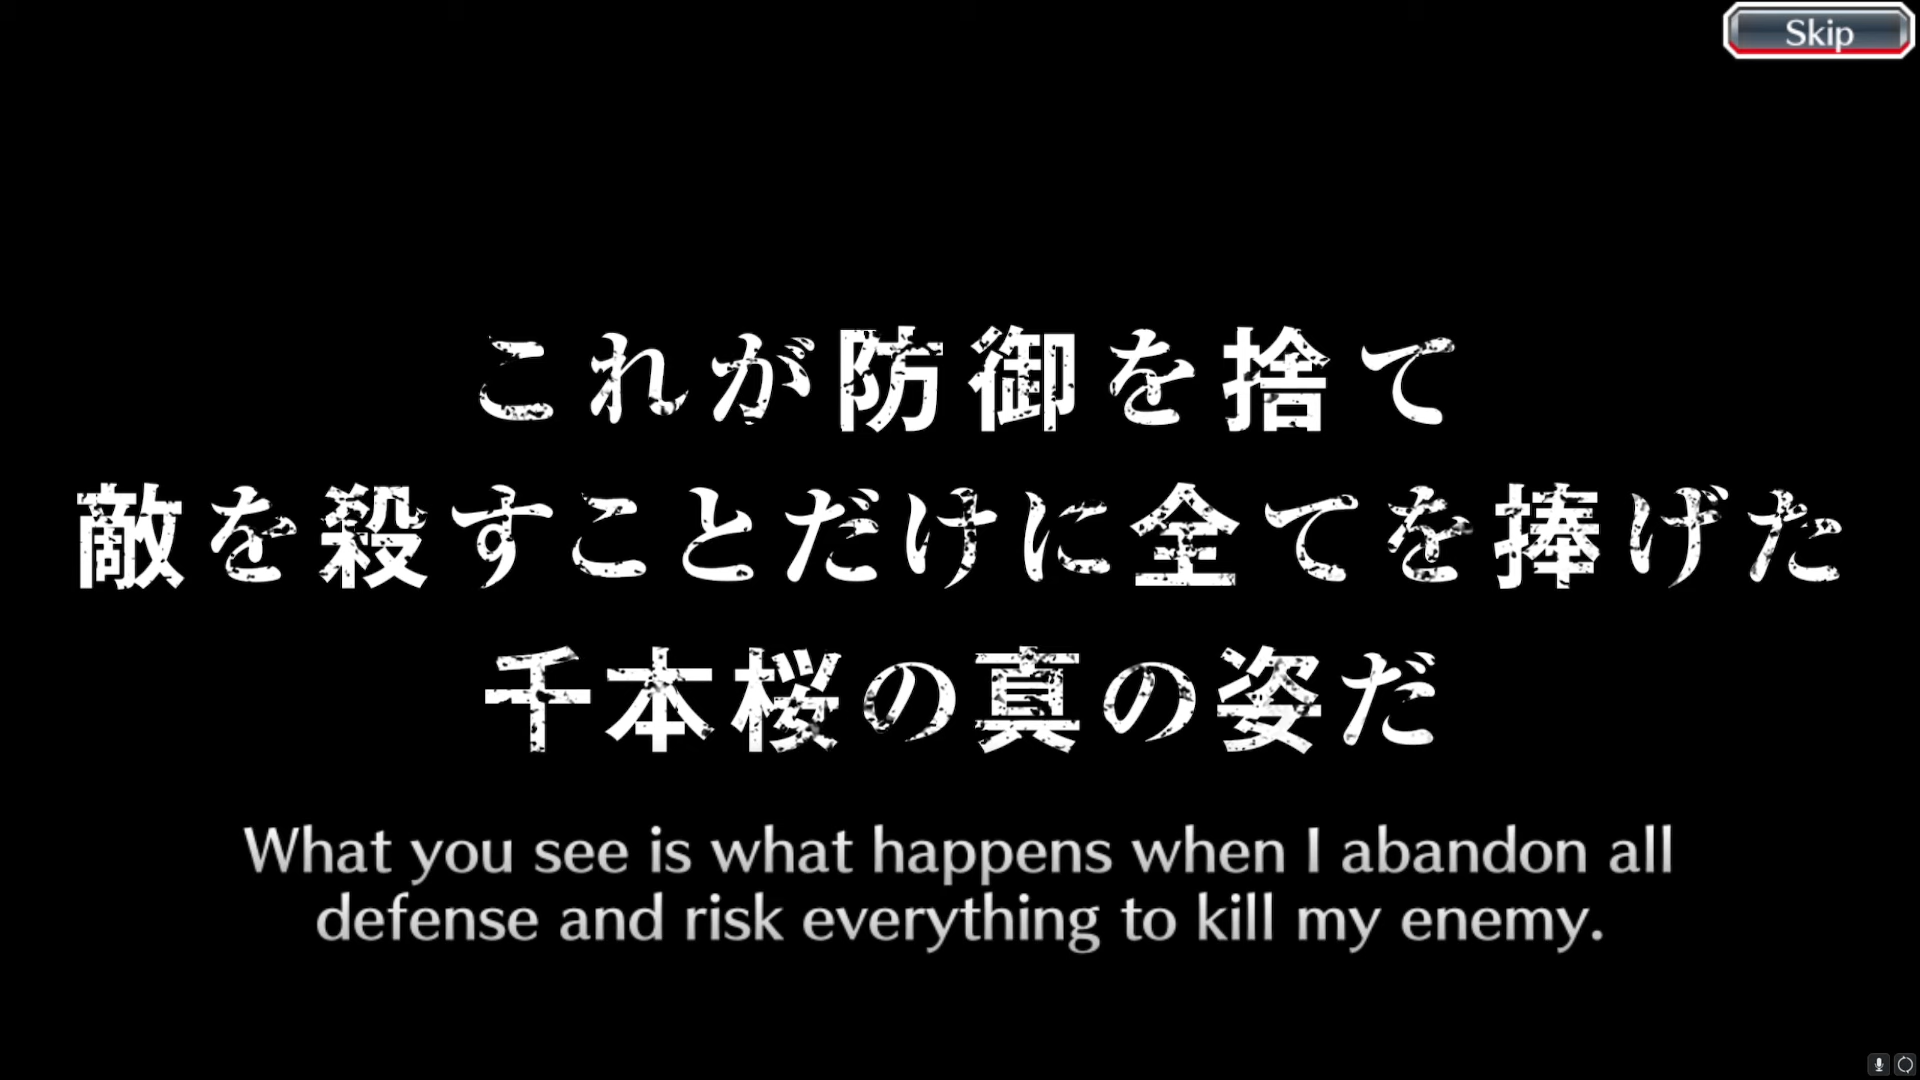 Skip
これが防御を捨て
敵を殺すことだけに全てを捧げた
千本桜の真の姿だ
What you see is what happens when I abandon all
defense and risk everything to kill my enemy.